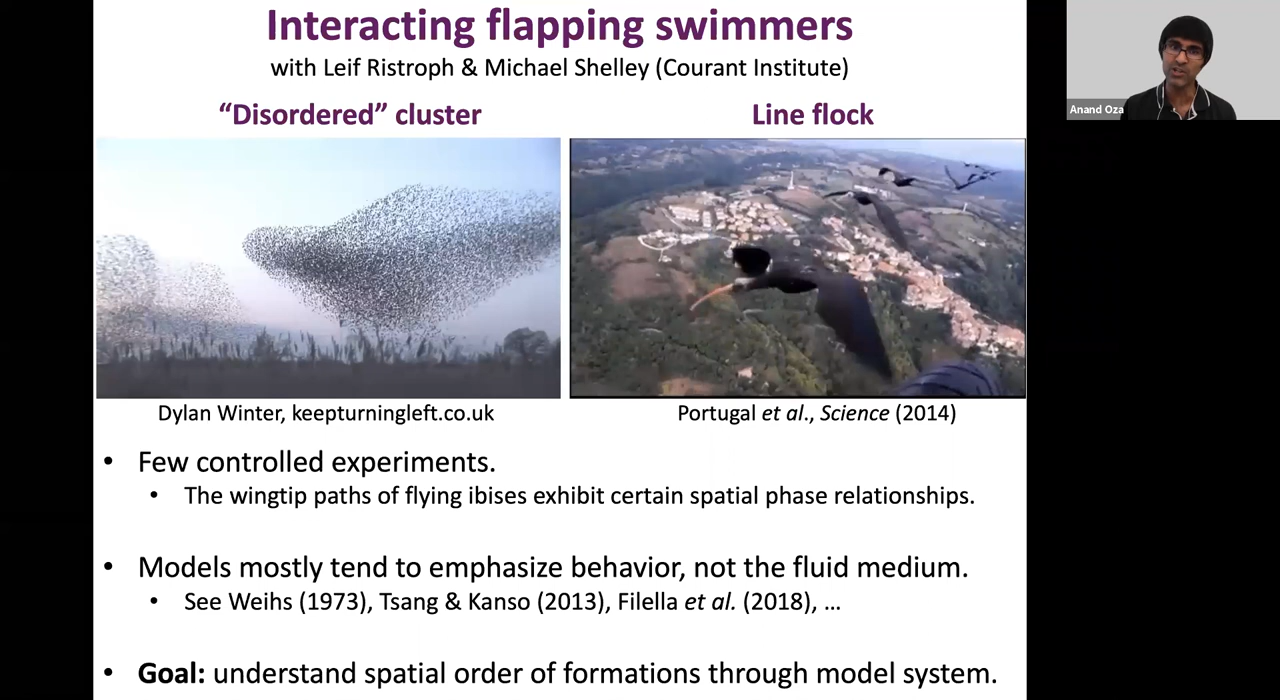 Interacting flapping swimmers
with Leif Ristroph & Michael Shelley (Courant Institute)
“Disordered” cluster
Line flock
Dylan Winter, keepturningleft.co.uk
Portugal et al., Science (2014)
• Few controlled experiments.
• The wingtip paths of flying ibises exhibit certain spatial phase relationships.
• Models mostly tend to emphasize behavior, not the fluid medium.
• See Weihs (1973), Tsang & Kanso (2013), Filella et al. (2018), ...
• Goal: understand spatial order of formations through model system.
Anand Oza